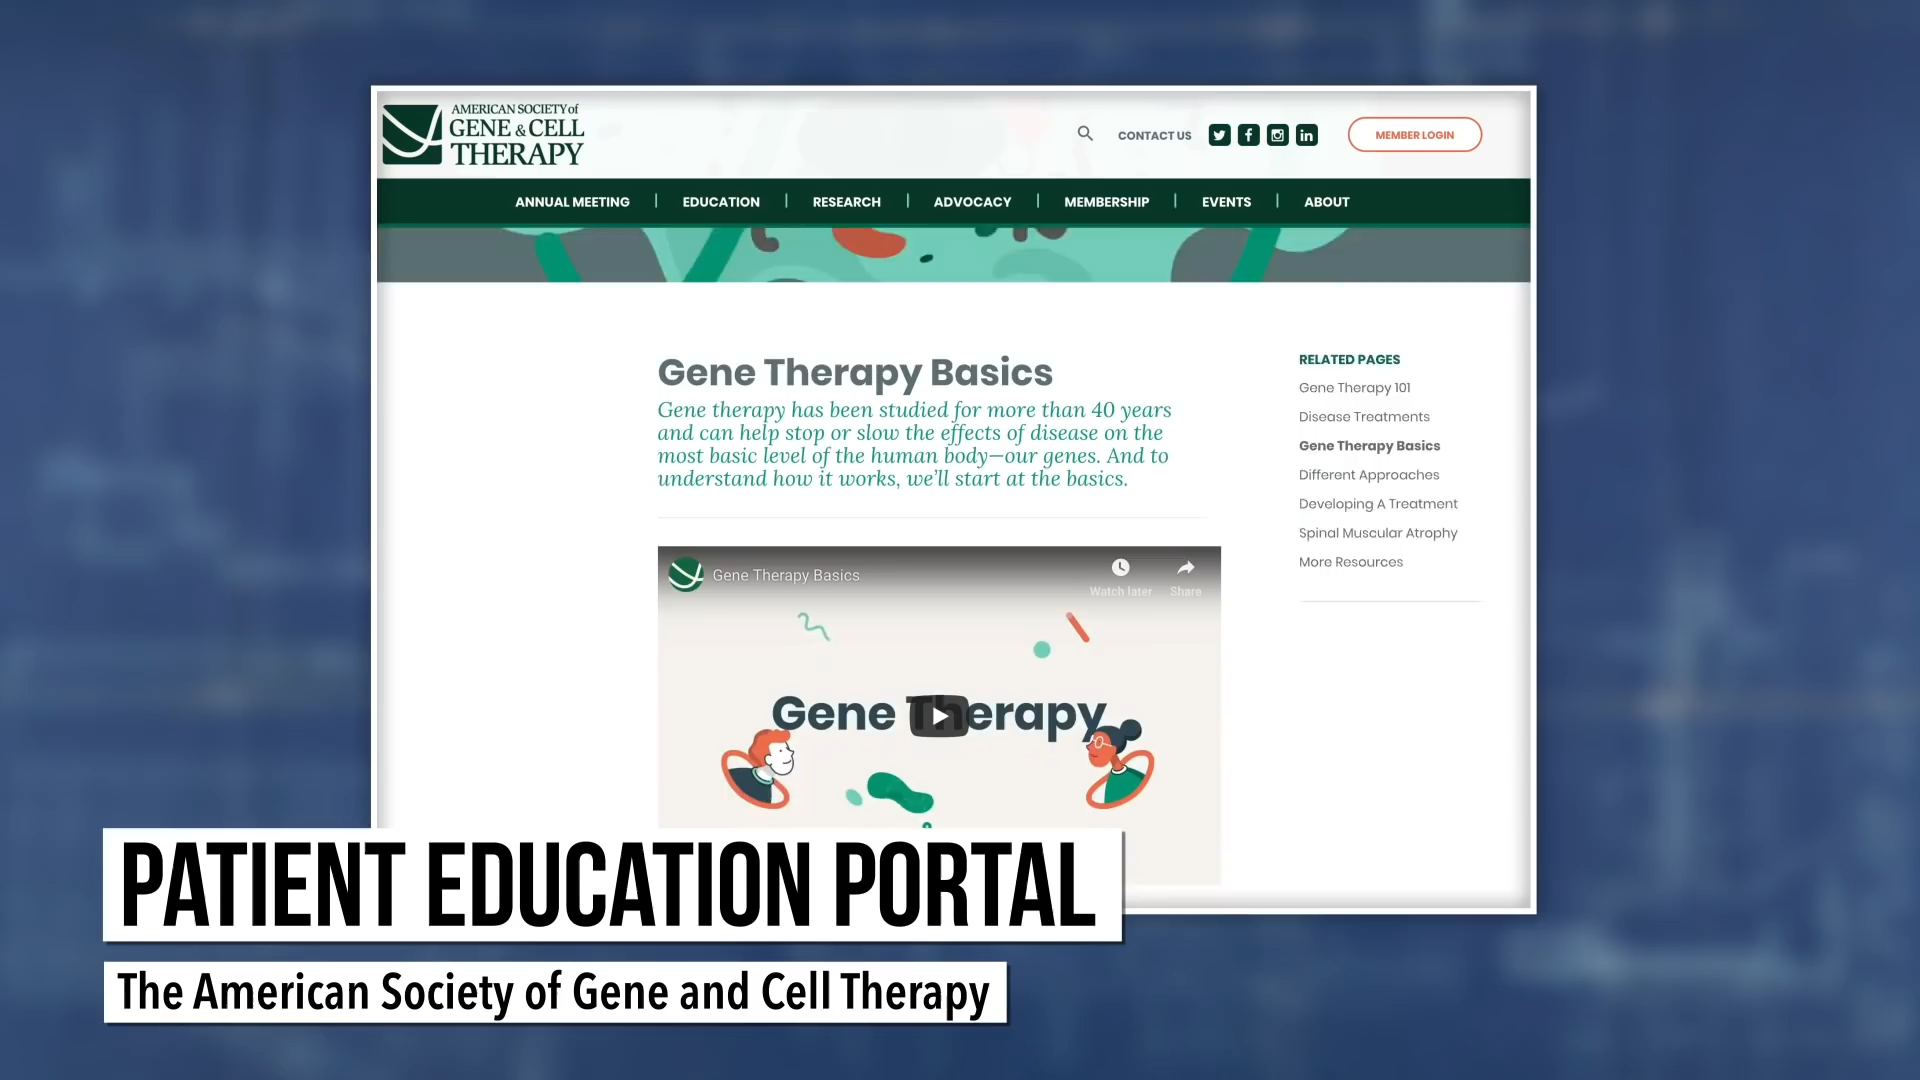 AMERICAN SOCIETY of
GENE & CELL
THERAPY
CONTACT US
MEMBER LOGIN
ANNUAL MEETING | EDUCATION | RESEARCH | ADVOCACY | MEMBERSHIP | EVENTS | ABOUT
Gene Therapy Basics
Gene therapy has been studied for more than 40 years
and can help stop or slow the effects of disease on the
most basic level of the human body—our genes. And to
understand how it works, we'll start at the basics.
RELATED PAGES
Gene Therapy 101
Disease Treatments
Gene Therapy Basics
Different Approaches
Developing A Treatment
Spinal Muscular Atrophy
More Resources
Gene Therapy Basics
Watch later
Share
Gene Therapy
PATIENT EDUCATION PORTAL
The American Society of Gene and Cell Therapy